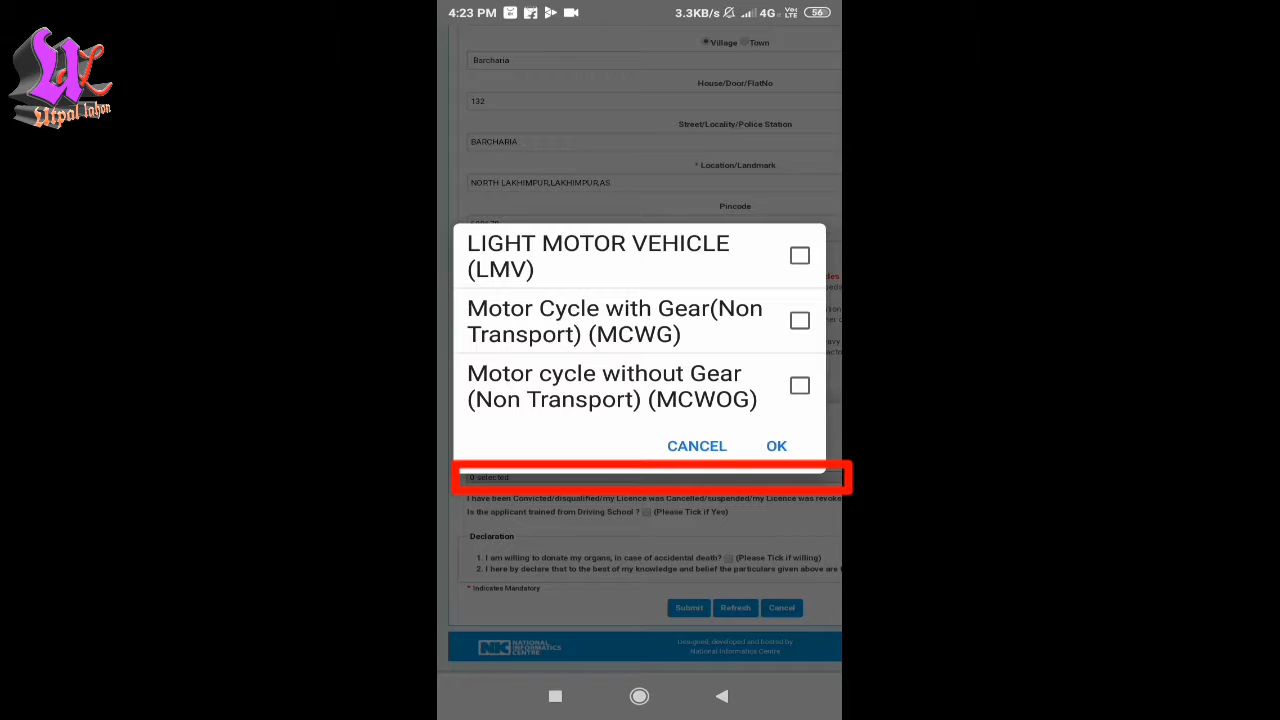 4:23 PM
3.3KB/s
4G
Vo
LTE
56
UL
Utpal lahon
Village Town
Barcharia
House/Door/FlatNo
132
Street/Locality/Police Station
BARCHARIA
* Location/Landmark
NORTH LAKHIMPUR,LAKHIMPUR,AS
Pincode
LIGHT MOTOR VEHICLE
(LMV)
Motor Cycle with Gear(Non
Transport) (MCWG)
Motor cycle without Gear
(Non Transport) (MCWOG)
CANCEL OK
0 selected
I have been Convicted/disqualified/my Licence was Cancelled/suspended/my Licence was revoke
Is the applicant trained from Driving School ? (Please Tick if Yes)
Declaration
1. I am willing to donate my organs, in case of accidental death? (Please Tick if willing)
2. I here by declare that to the best of my knowledge and belief the particulars given above are t
* Indicates Mandatory
Submit Refresh Cancel
NIC NATIONAL
INFORMATICS
CENTRE
Designed, developed and hosted by
National Informatics Centre